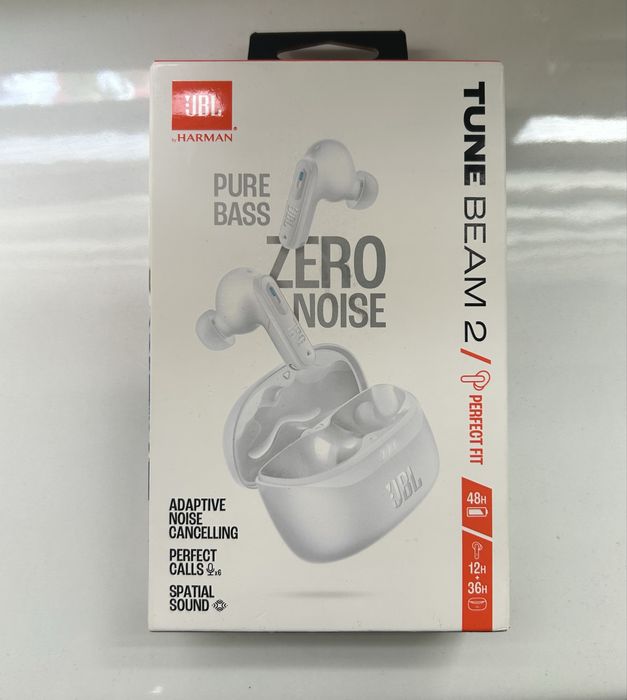 JBL
by HARMAN
PURE
BASS
ZERO
NOISE
TUNE BEAM 2
PERFECT FIT
48H
12H
+
36H
JBL
JBL
ADAPTIVE
NOISE
CANCELLING
PERFECT
CALLS x6
SPATIAL
SOUND